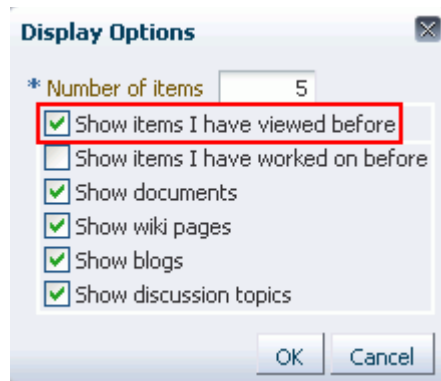 Display Options
* Number of items 5
Show items I have viewed before
Show items I have worked on before
Show documents
Show wiki pages
Show blogs
Show discussion topics
OK Cancel